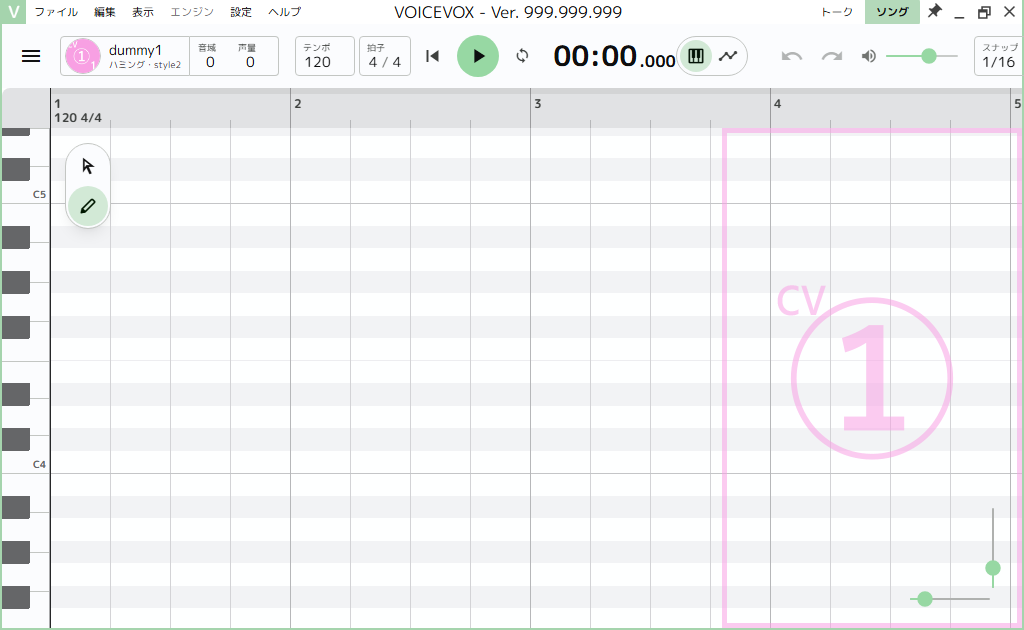 V ファイル 編集 表示 エンジン 設定 ヘルプ VOICEVOX - Ver. 999.999.999 トーク ソング
CV ① 1 dummy1 ハミング・style2 音域 0 声量 0 テンポ 120 拍子 4 / 4 00:00.000 スナップ 1/16
1 2 3 4 5
120 4/4
C5
CV
①
C4